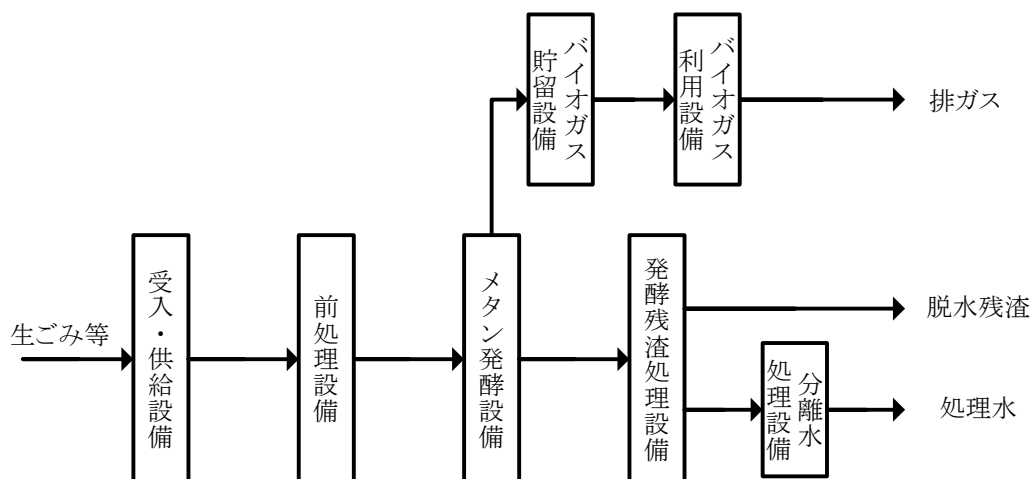 バイオガス
貯留設備
バイオガス
利用設備
排ガス
生ごみ等
受入・供給設備
前処理設備
メタン発酵設備
発酵残渣処理設備
脱水残渣
分離水
処理設備
処理水